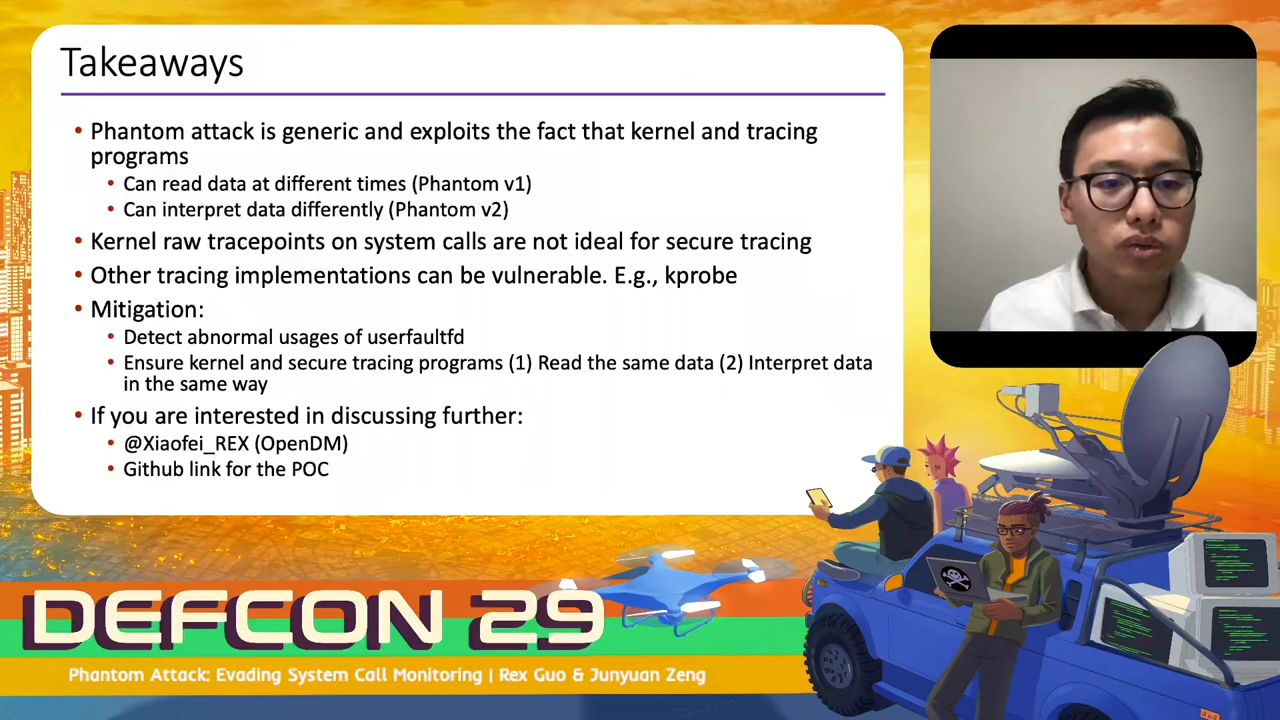 Takeaways
• Phantom attack is generic and exploits the fact that kernel and tracing
programs
• Can read data at different times (Phantom v1)
• Can interpret data differently (Phantom v2)
• Kernel raw tracepoints on system calls are not ideal for secure tracing
• Other tracing implementations can be vulnerable. E.g., kprobe
• Mitigation:
• Detect abnormal usages of userfaultfd
• Ensure kernel and secure tracing programs (1) Read the same data (2) Interpret data
in the same way
• If you are interested in discussing further:
• @Xiaofei_REX (OpenDM)
• Github link for the POC
DEFCON 29
Phantom Attack: Evading System Call Monitoring | Rex Guo & Junyuan Zeng